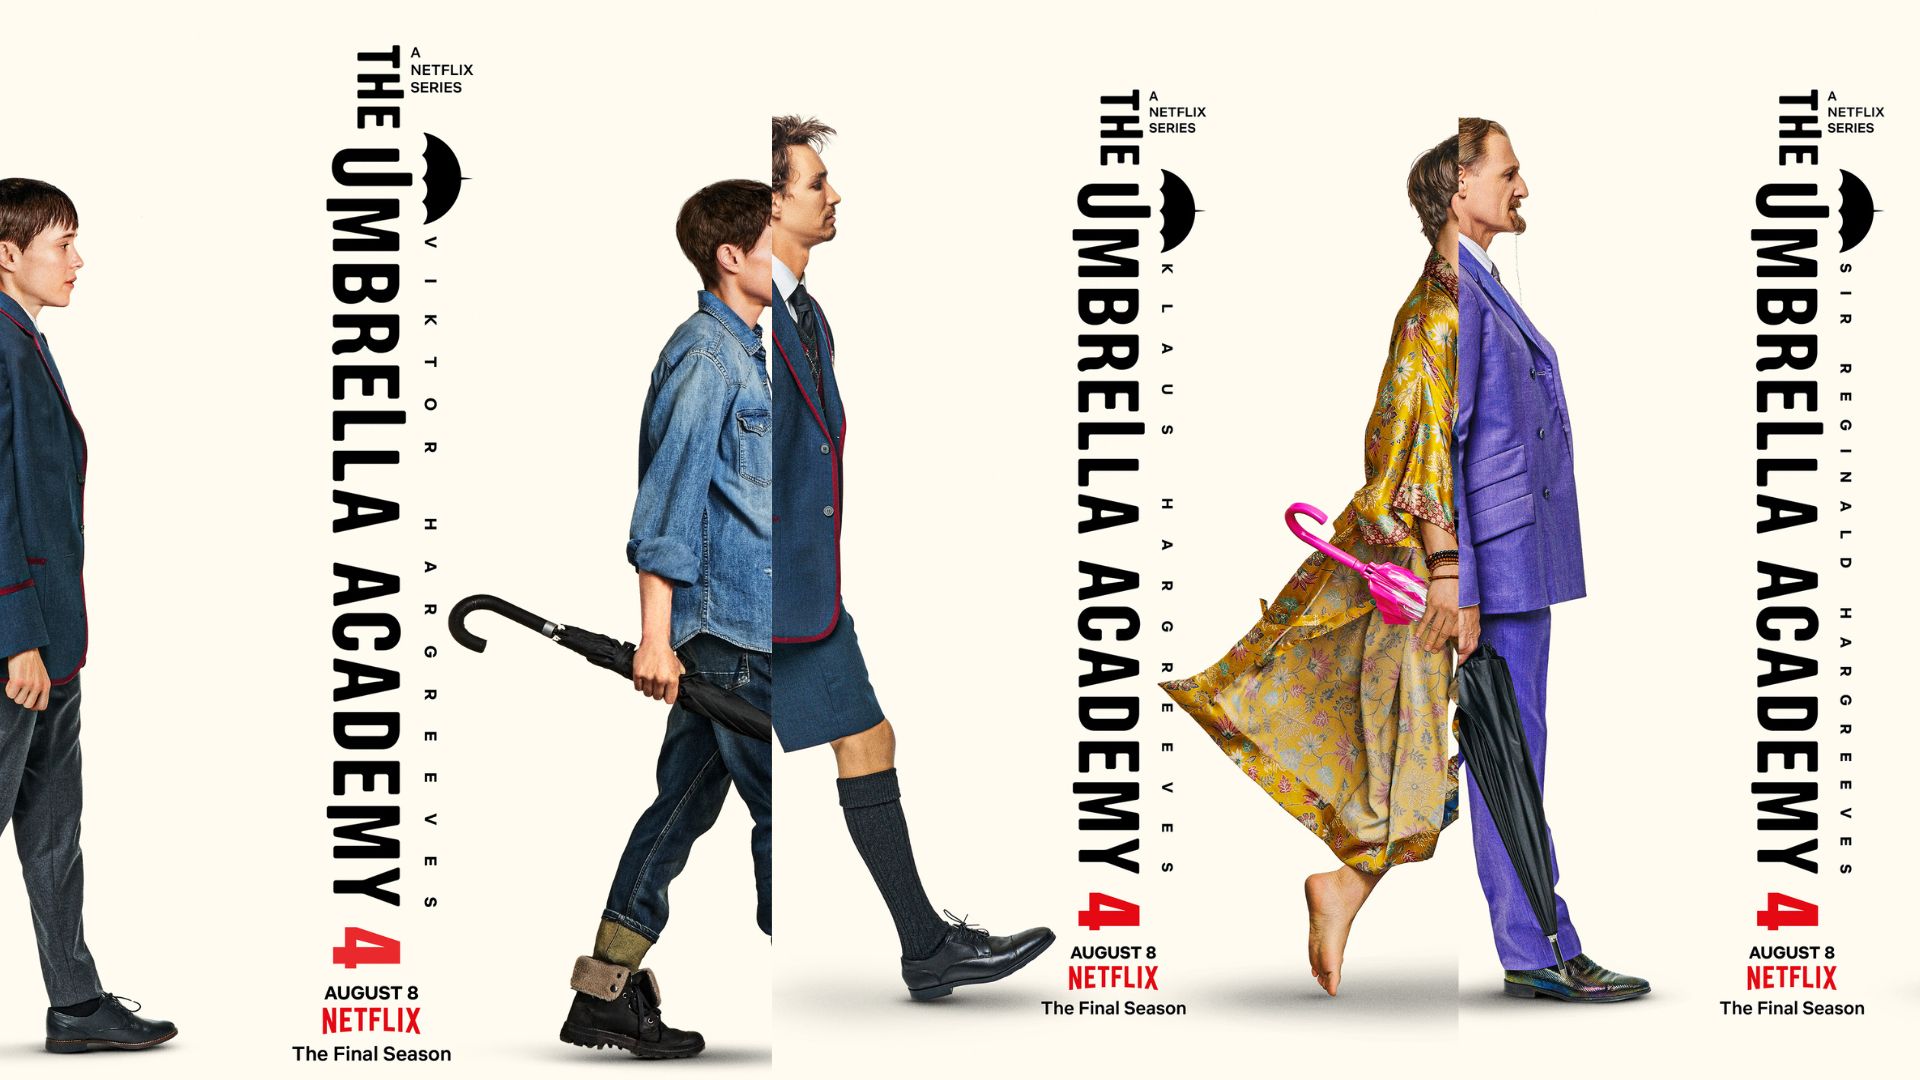 A
NETFLIX
SERIES
THE UMBRELLA ACADEMY 4
VIKTOR HARGREEVES
AUGUST 8
NETFLIX
The Final Season
A
NETFLIX
SERIES
THE UMBRELLA ACADEMY 4
KLAUS HARGREEVES
AUGUST 8
NETFLIX
The Final Season
A
NETFLIX
SERIES
THE UMBRELLA ACADEMY 4
SIR REGINALD HARGREEVES
AUGUST 8
NETFLIX
The Final Season